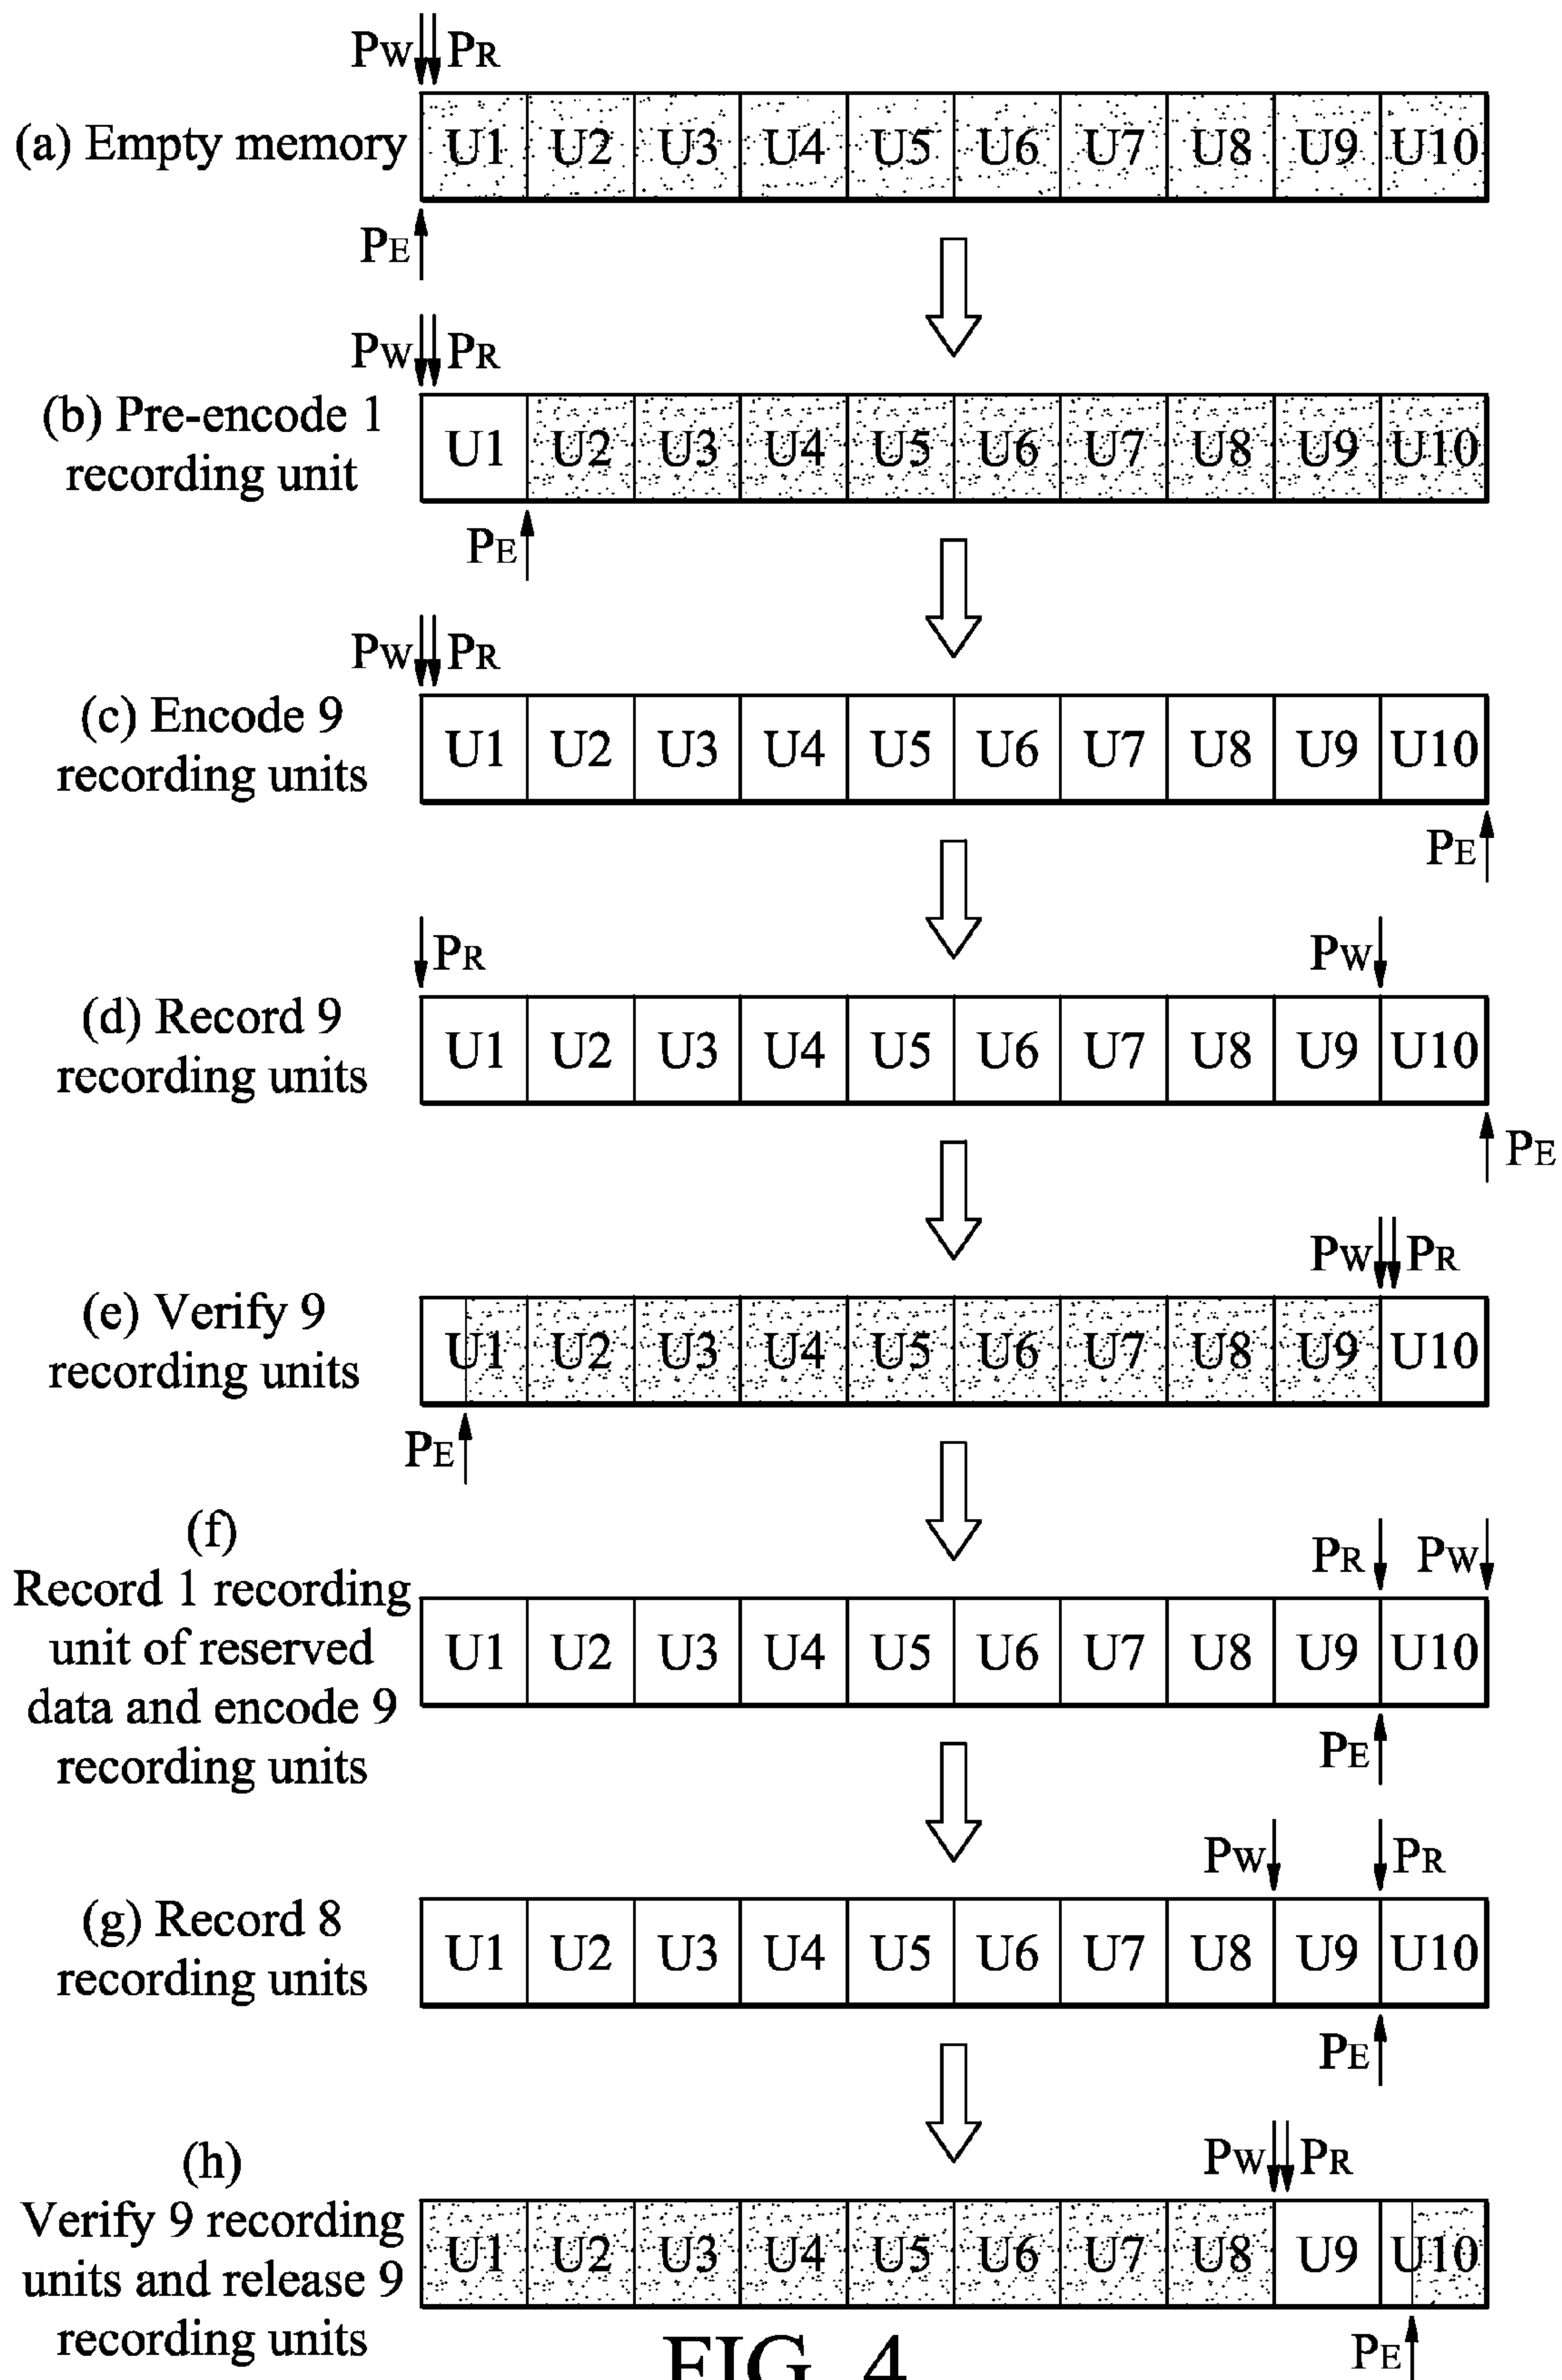 PW PR
(a) Empty memory U1 U2 U3 U4 U5 U6 U7 U8 U9 U10
PE
PW PR
(b) Pre-encode 1
recording unit
U1 U2 U3 U4 U5 U6 U7 U8 U9 U10
PE
PW PR
(c) Encode 9
recording units
U1 U2 U3 U4 U5 U6 U7 U8 U9 U10
PE
PR PW
(d) Record 9
recording units
U1 U2 U3 U4 U5 U6 U7 U8 U9 U10
PE
PW PR
(e) Verify 9
recording units
U1 U2 U3 U4 U5 U6 U7 U8 U9 U10
PE
(f)
Record 1 recording
unit of reserved
data and encode 9
recording units
PR PW
U1 U2 U3 U4 U5 U6 U7 U8 U9 U10
PE
PW PR
(g) Record 8
recording units
U1 U2 U3 U4 U5 U6 U7 U8 U9 U10
PE
PW PR
(h)
Verify 9 recording
units and release 9
recording units
U1 U2 U3 U4 U5 U6 U7 U8 U9 U10
PE
FIG. 4